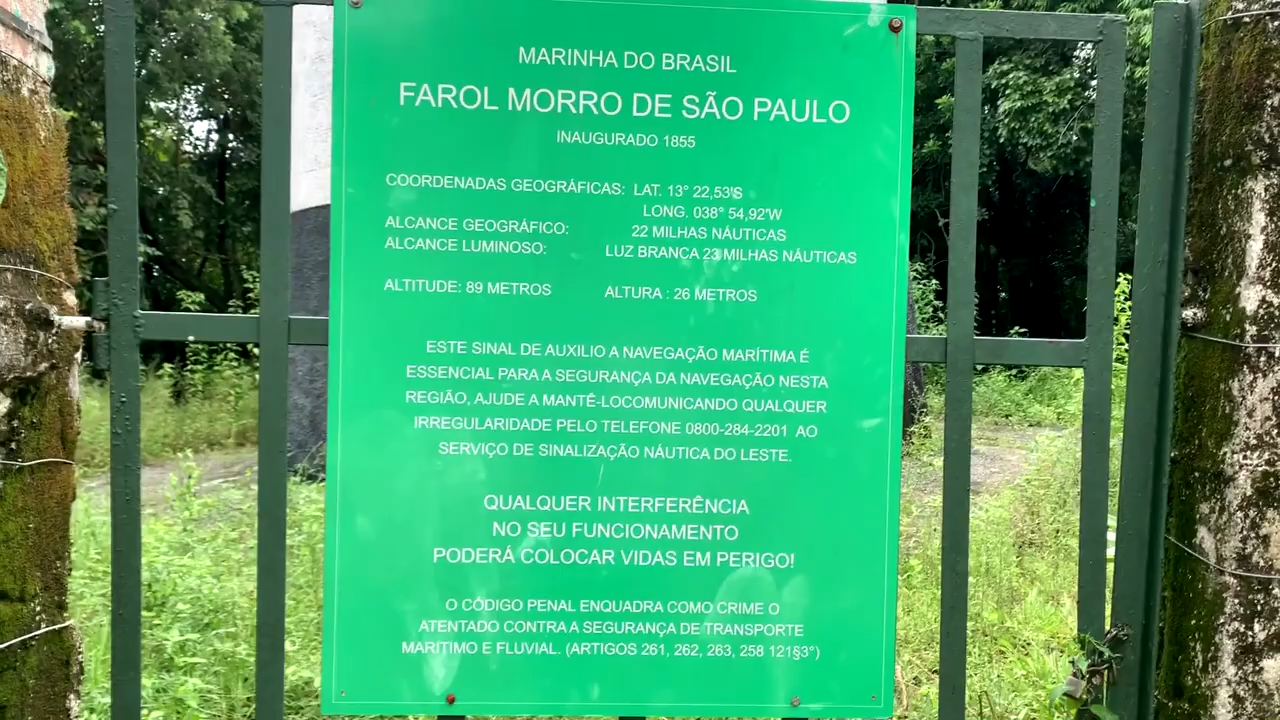 MARINHA DO BRASIL
FAROL MORRO DE SÃO PAULO
INAUGURADO 1855
COORDENADAS GEOGRÁFICAS: LAT. 13° 22,53'S
LONG. 038° 54,92'W
ALCANCE GEOGRÁFICO: 22 MILHAS NÁUTICAS
ALCANCE LUMINOSO: LUZ BRANCA 23 MILHAS NÁUTICAS
ALTITUDE: 89 METROS ALTURA : 26 METROS
ESTE SINAL DE AUXILIO A NAVEGAÇÃO MARÍTIMA É
ESSENCIAL PARA A SEGURANÇA DA NAVEGAÇÃO NESTA
REGIÃO, AJUDE A MANTÊ-LOCOMUNICANDO QUALQUER
IRREGULARIDADE PELO TELEFONE 0800-284-2201 AO
SERVIÇO DE SINALIZAÇÃO NÁUTICA DO LESTE.
QUALQUER INTERFERÊNCIA
NO SEU FUNCIONAMENTO
PODERÁ COLOCAR VIDAS EM PERIGO!
O CÓDIGO PENAL ENQUADRA COMO CRIME O
ATENTADO CONTRA A SEGURANÇA DE TRANSPORTE
MARÍTIMO E FLUVIAL. (ARTIGOS 261, 262, 263, 258 121§3°)